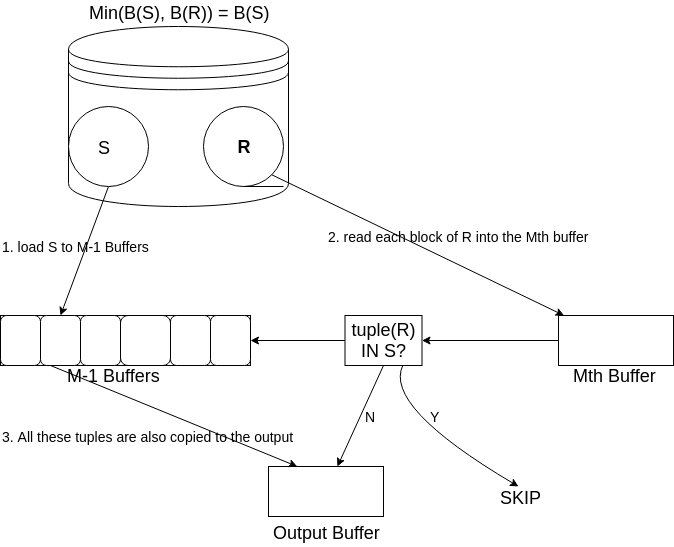 Min(B(S), B(R)) = B(S)
S
R
1. load S to M-1 Buffers
2. read each block of R into the Mth buffer
tuple(R)
IN S?
M-1 Buffers
Mth Buffer
N
Y
3. All these tuples are also copied to the output
SKIP
Output Buffer